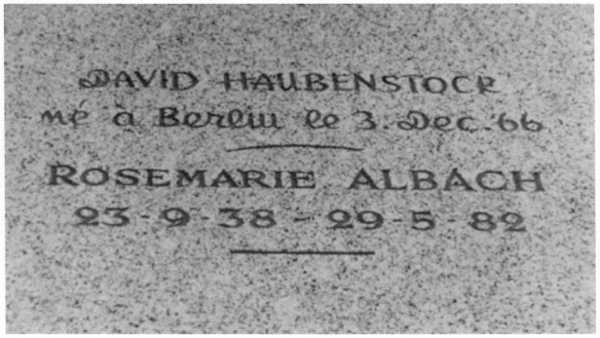 DAVID HAUBENSTOCK
né à Berlin le 3. Dec. '66
ROSEMARIE ALBACH
23-9-38 - 29-5-82